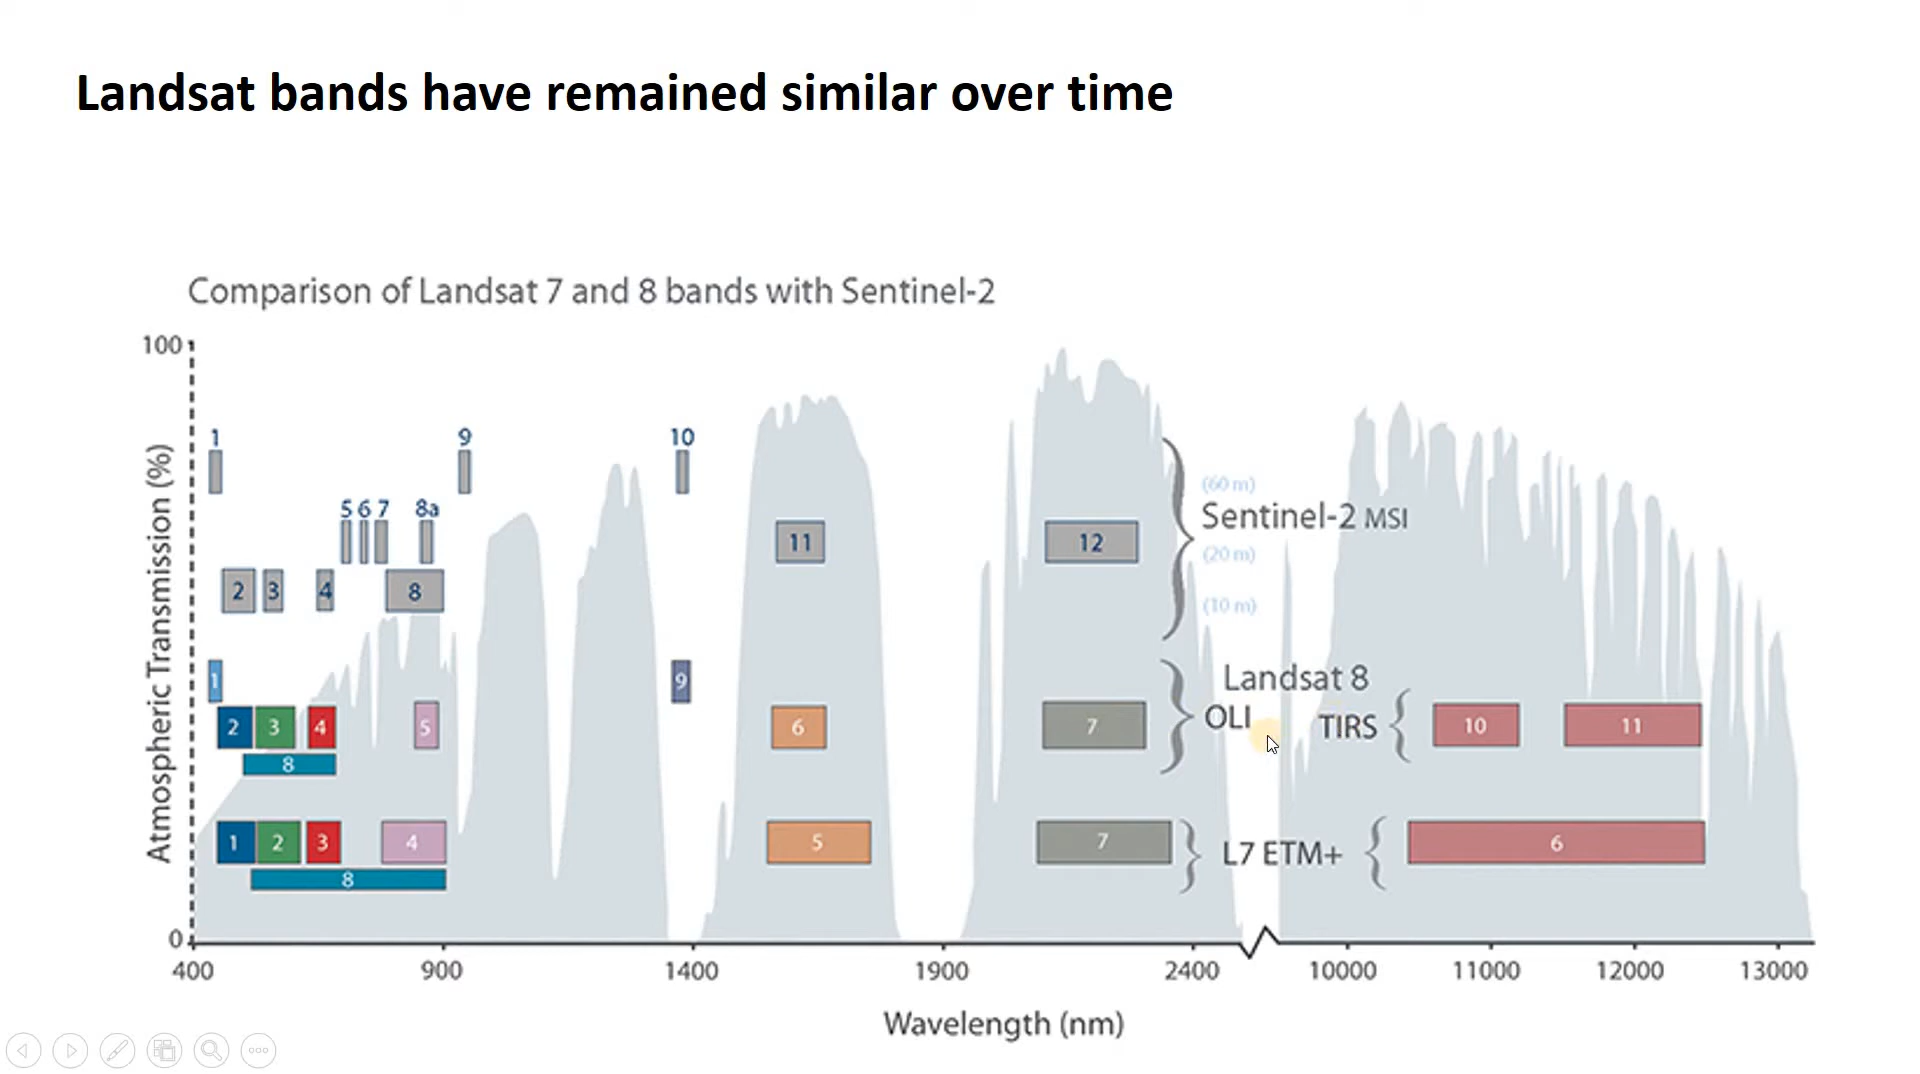 Landsat bands have remained similar over time
Comparison of Landsat 7 and 8 bands with Sentinel-2
100
Atmospheric Transmission (%)
0
1 9 10
5 6 7 8a
11 12
2 3 4 8
(60 m)
Sentinel-2 MSI
(20 m)
(10 m)
1 9
Landsat 8
2 3 4 5 6 7
OLI
TIRS
10 11
8
1 2 3 4 5 7
L7 ETM+
6
8
400 900 1400 1900 2400 10000 11000 12000 13000
Wavelength (nm)